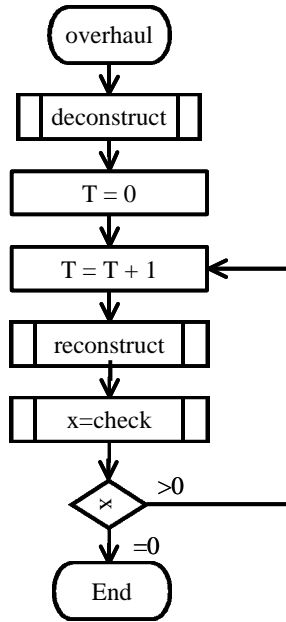 overhaul
deconstruct
T = 0
T = T + 1
reconstruct
x=check
x
>0
=0
End